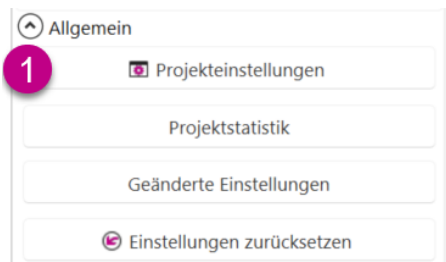 Allgemein
1
Projekteinstellungen
Projektstatistik
Geänderte Einstellungen
Einstellungen zurücksetzen